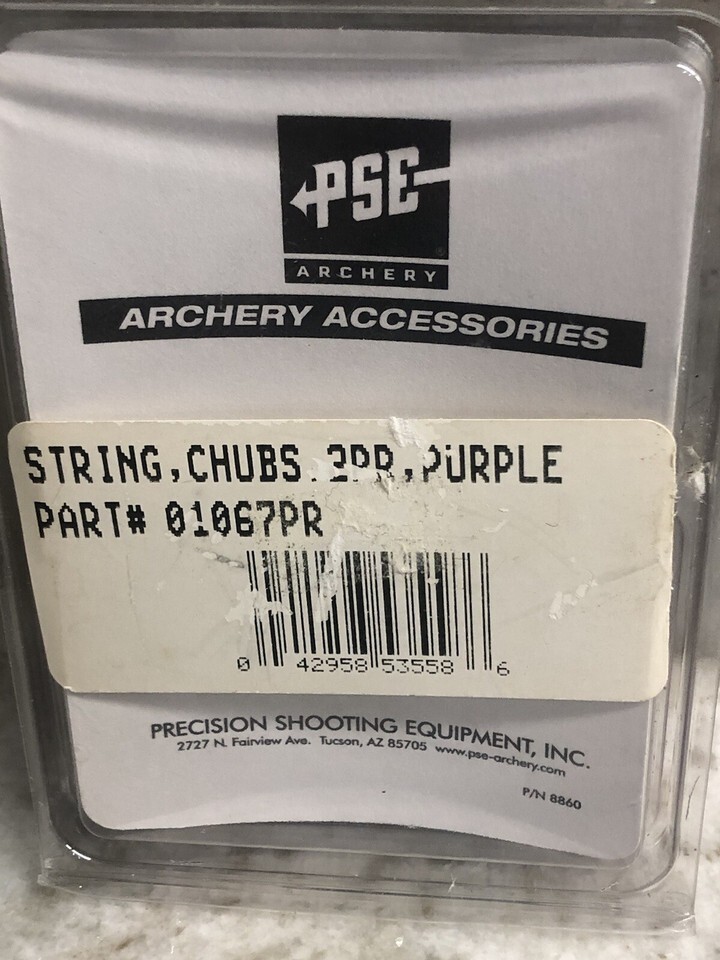 PSE
ARCHERY
ARCHERY ACCESSORIES
STRING,CHUBS.2PR,PURPLE
PART# 01067PR
0 42958 53558 6
PRECISION SHOOTING EQUIPMENT, INC.
2727 N. Fairview Ave. Tucson, AZ 85705 www.pse-archery.com
P/N 8860